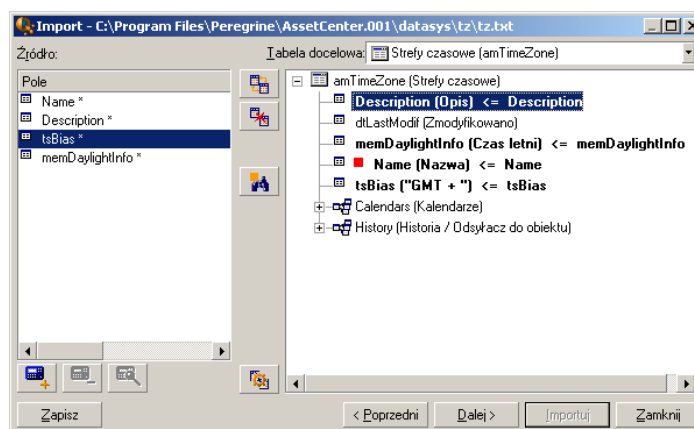 Import - C:\Program Files/Peregrine\AssetCenter.001\datasys\tz\tz.txt
Źródło:
Tabela docelowa:
Strefy czasowe (amTimeZone)
Pole
Name *
Description *
tsBias *
memDaylightInfo *
amTimeZone (Strefy czasowe)
Description (Opis) <= Description
dtLastModif (Zmodyfikowano)
memDaylightInfo (Czas letni) <= memDaylightInfo
Name (Nazwa) <= Name
tsBias ("GMT + ") <= tsBias
Calendars (Kalendarze)
History (Historia / Odsyłacz do obiektu)
Zapisz
< Poprzedni
Dalej >
Importuj
Zamknij